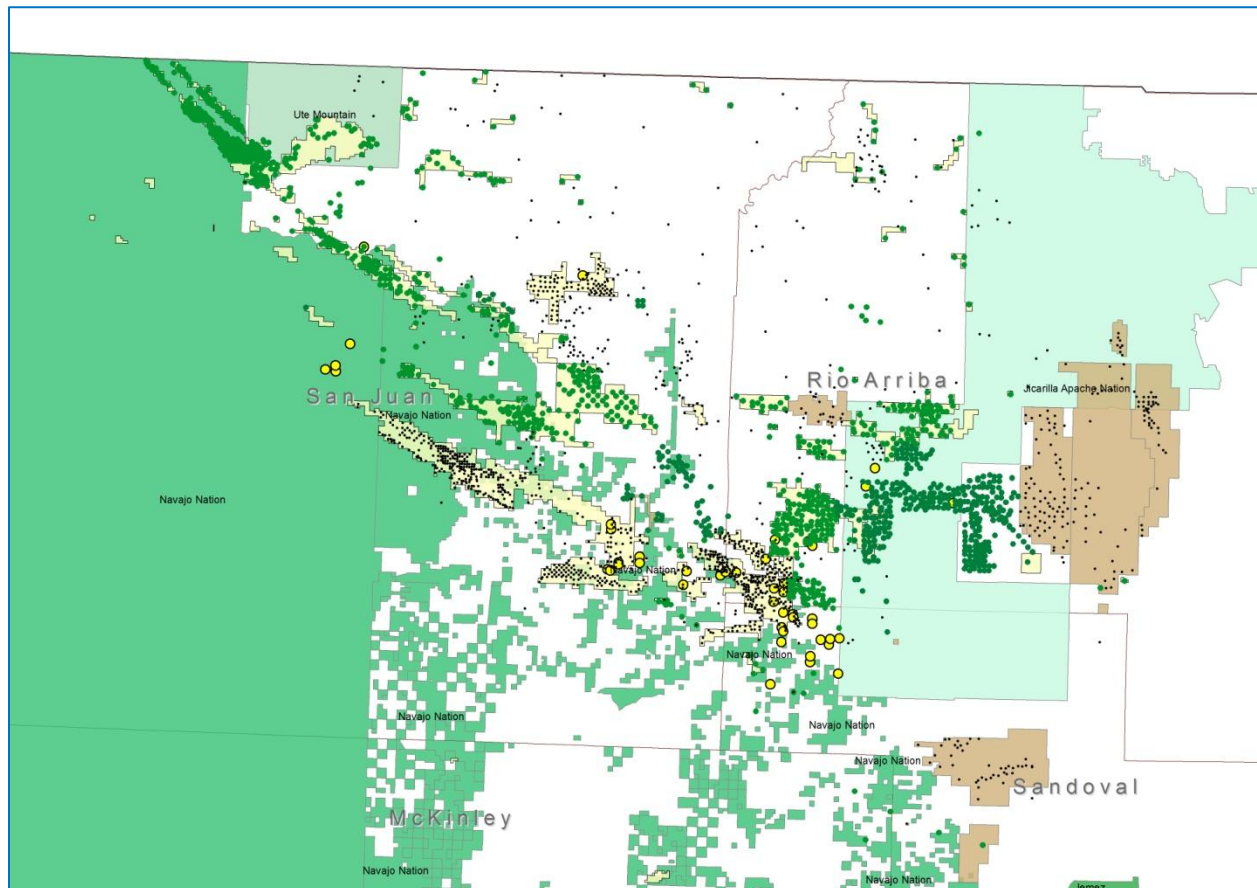 Ute Mountain
Rio Arriba
Jicarilla Apache Nation
San Juan
Navajo Nation
Navajo Nation
Navajo Nation
Navajo Nation
Navajo Nation
Navajo Nation
Navajo Nation
Sandoval
McKinley
Navajo Nation
Navajo Nation
Jemez